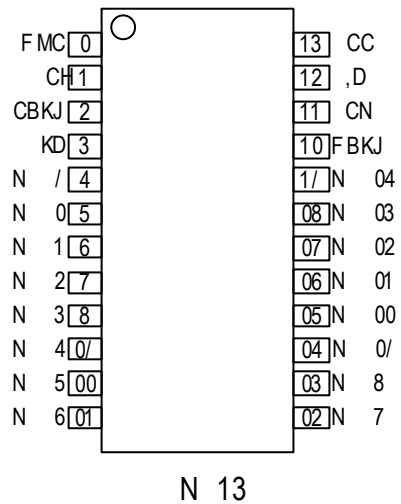 FMC 0 13 CC
CH 1 12 ,D
CBKJ 2 11 CN
KD 3 10 FBKJ
N / 4 1/ N 04
N 0 5 08 N 03
N 1 6 07 N 02
N 2 7 06 N 01
N 3 8 05 N 00
N 4 0/ 04 N 0/
N 5 00 03 N 8
N 6 01 02 N 7
N 13